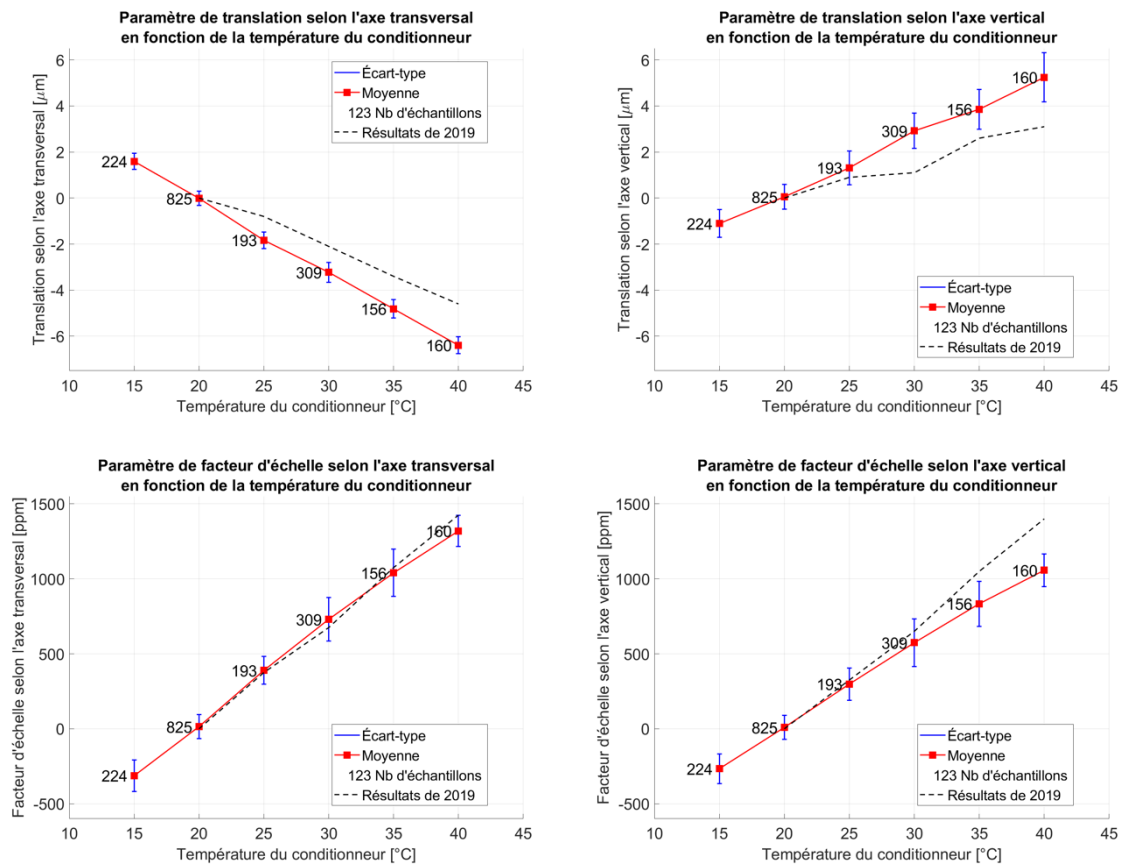 Paramètre de translation selon l'axe transversal
en fonction de la température du conditionneur
Translation selon l'axe transversal [μm]
6
4
2
0
-2
-4
-6
224
825
193
309
156
160
Écart-type
Moyenne
123 Nb d'échantillons
Résultats de 2019
10 15 20 25 30 35 40 45
Température du conditionneur [°C]
Paramètre de translation selon l'axe vertical
en fonction de la température du conditionneur
Translation selon l'axe vertical [μm]
6
4
2
0
-2
-4
-6
224
825
193
309
156
160
Écart-type
Moyenne
123 Nb d'échantillons
Résultats de 2019
10 15 20 25 30 35 40 45
Température du conditionneur [°C]
Paramètre de facteur d'échelle selon l'axe transversal
en fonction de la température du conditionneur
Facteur d'échelle selon l'axe transversal [ppm]
1500
1000
500
0
-500
224
825
193
309
156
160
Écart-type
Moyenne
123 Nb d'échantillons
Résultats de 2019
10 15 20 25 30 35 40 45
Température du conditionneur [°C]
Paramètre de facteur d'échelle selon l'axe vertical
en fonction de la température du conditionneur
Facteur d'échelle selon l'axe vertical [ppm]
1500
1000
500
0
-500
224
825
193
309
156
160
Écart-type
Moyenne
123 Nb d'échantillons
Résultats de 2019
10 15 20 25 30 35 40 45
Température du conditionneur [°C]